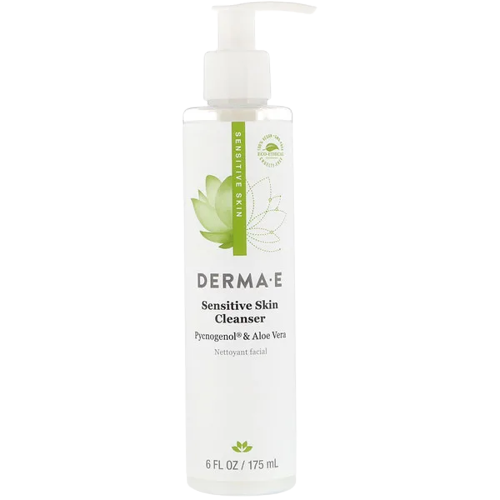 SENSITIVE SKIN
DERMA·E
Sensitive Skin
Cleanser
Pycnogenol® & Aloe Vera
Nettoyant facial
6 FL OZ / 175 mL